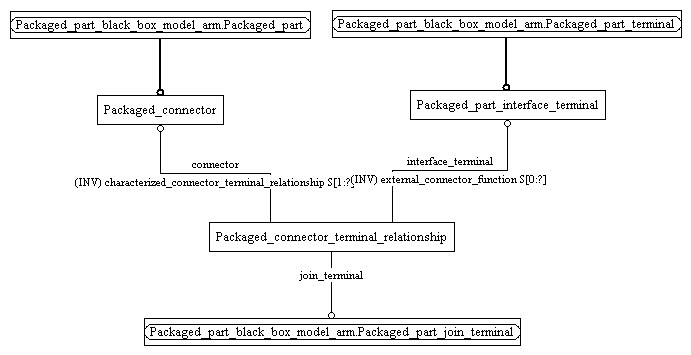 Packaged_part_black_box_model_arm.Packaged_part
Packaged_part_black_box_model_arm.Packaged_part_terminal
Packaged_connector
Packaged_part_interface_terminal
connector
interface_terminal
(INV) characterized_connector_terminal_relationship S[1:?]
(INV) external_connector_function S[0:?]
Packaged_connector_terminal_relationship
join_terminal
Packaged_part_black_box_model_arm.Packaged_part_join_terminal